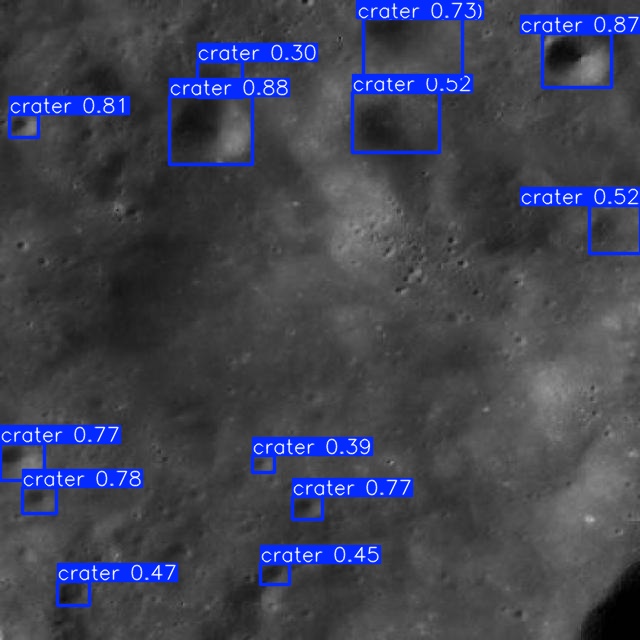 crater 0.73)
crater 0.87
crater 0.30
crater 0.88
crater 0.52
crater 0.81
crater 0.52
crater 0.77
crater 0.39
crater 0.78
crater 0.77
crater 0.45
crater 0.47